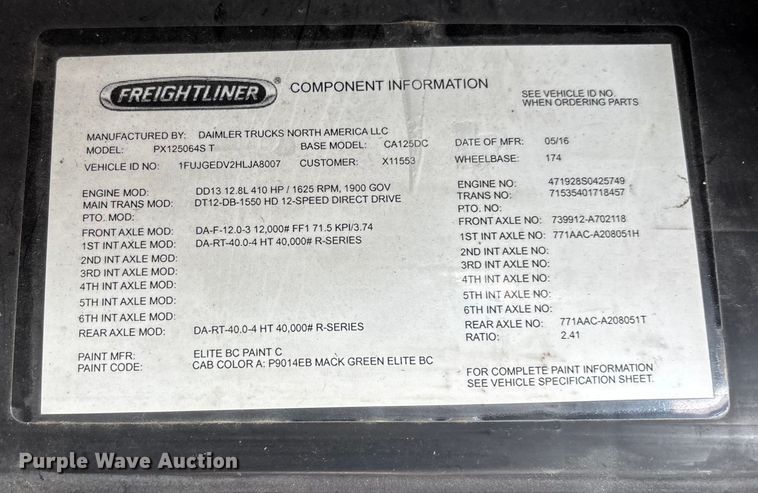 FREIGHTLINER ® COMPONENT INFORMATION
SEE VEHICLE ID NO.
WHEN ORDERING PARTS
MANUFACTURED BY: DAIMLER TRUCKS NORTH AMERICA LLC
MODEL: PX125064S T BASE MODEL: CA125DC DATE OF MFR: 05/16
VEHICLE ID NO: 1FUJGEDV2HLJA8007 CUSTOMER: X11553 WHEELBASE: 174
ENGINE MOD: DD13 12.8L 410 HP / 1625 RPM, 1900 GOV ENGINE NO: 471928S0425749
MAIN TRANS MOD: DT12-DB-1550 HD 12-SPEED DIRECT DRIVE TRANS NO: 71535401718457
PTO. MOD: PTO. NO:
FRONT AXLE MOD: DA-F-12.0-3 12,000# FF1 71.5 KPI/3.74 FRONT AXLE NO: 739912-A702118
1ST INT AXLE MOD: DA-RT-40.0-4 HT 40,000# R-SERIES 1ST INT AXLE NO: 771AAC-A208051H
2ND INT AXLE MOD: 2ND INT AXLE NO:
3RD INT AXLE MOD: 3RD INT AXLE NO:
4TH INT AXLE MOD: 4TH INT AXLE NO:
5TH INT AXLE MOD: 5TH INT AXLE NO:
6TH INT AXLE MOD: 6TH INT AXLE NO:
REAR AXLE MOD: DA-RT-40.0-4 HT 40,000# R-SERIES REAR AXLE NO: 771AAC-A208051T
RATIO: 2.41
PAINT MFR: ELITE BC PAINT C
PAINT CODE: CAB COLOR A: P9014EB MACK GREEN ELITE BC
FOR COMPLETE PAINT INFORMATION
SEE VEHICLE SPECIFICATION SHEET.
Purple Wave Auction